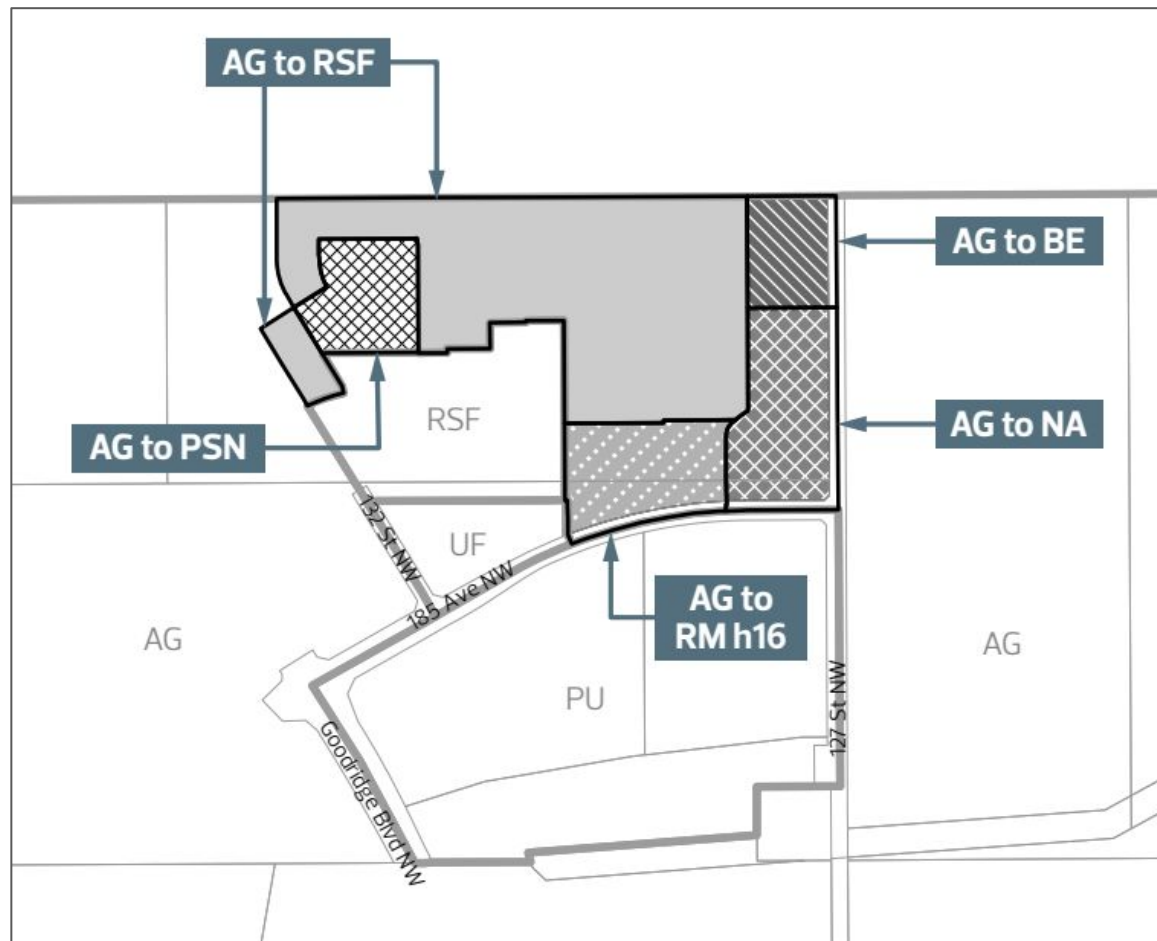 AG to RSF
AG to BE
AG to PSN
RSF
AG to NA
132 St NW
UF
185 Ave NW
AG to
RM h16
AG
AG
PU
127 St NW
Goodridge Blvd NW